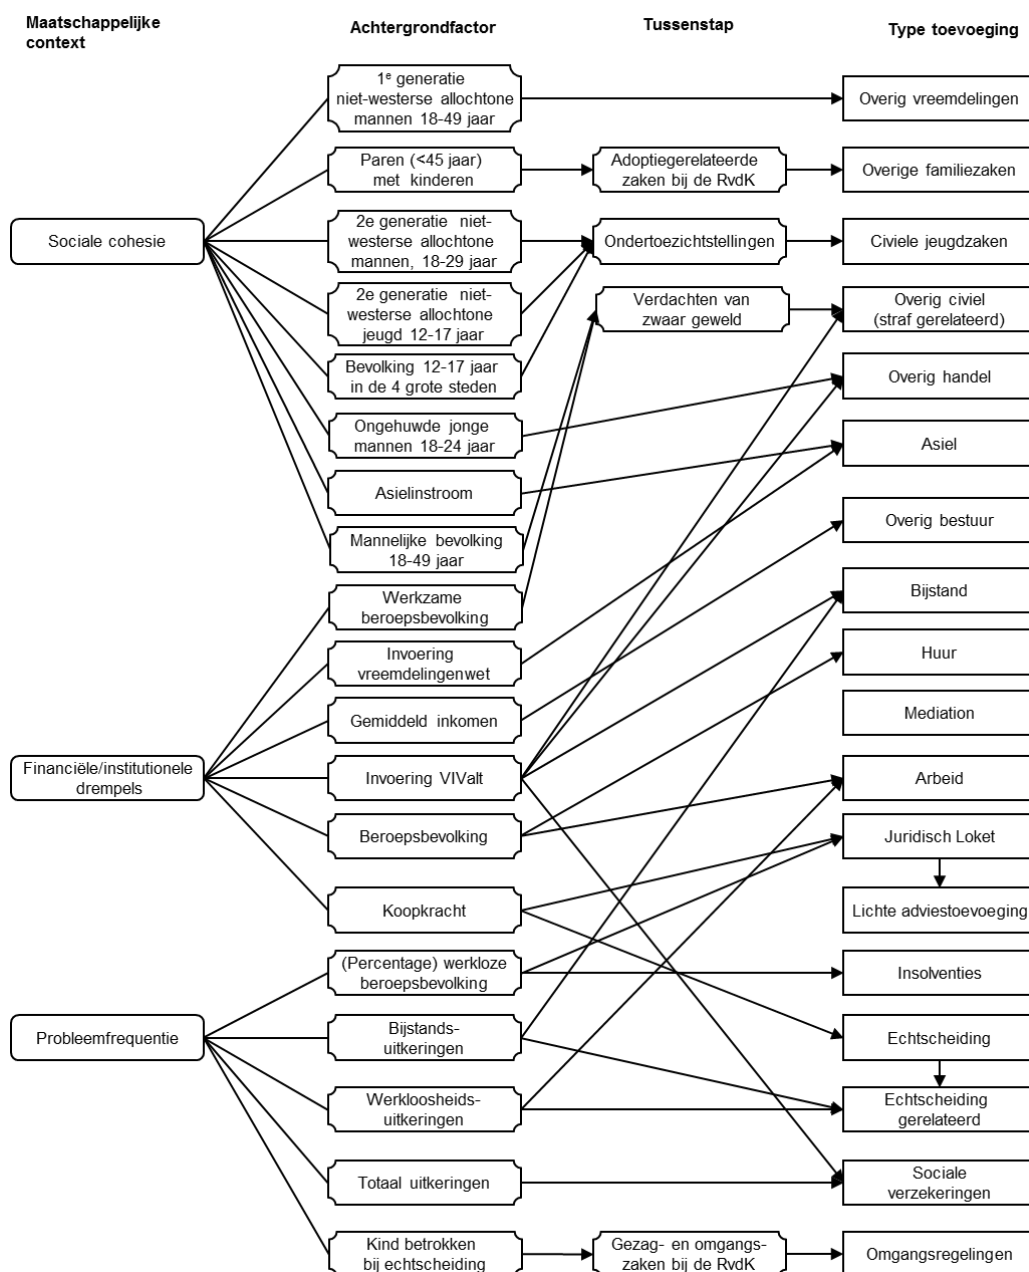 Maatschappelijke
context
Achtergrondfactor
Tussenstap
Type toevoeging
1e generatie
niet-westerse allochtone
mannen 18-49 jaar
Overig vreemdelingen
Paren (<45 jaar)
met kinderen
Adoptiegerelateerde
zaken bij de RvdK
Overige familiezaken
Sociale cohesie
2e generatie niet-
westerse allochtone
mannen, 18-29 jaar
Ondertoezichtstellingen
Civiele jeugdzaken
2e generatie niet-
westerse allochtone
jeugd 12-17 jaar
Verdachten van
zwaar geweld
Overig civiel
(straf gerelateerd)
Bevolking 12-17 jaar
in de 4 grote steden
Overig handel
Ongehuwde jonge
mannen 18-24 jaar
Asiel
Asielinstroom
Overig bestuur
Mannelijke bevolking
18-49 jaar
Werkzame
beroepsbevolking
Bijstand
Invoering
vreemdelingenwet
Huur
Gemiddeld inkomen
Mediation
Financiële/institutionele
drempels
Invoering VIValt
Arbeid
Beroepsbevolking
Juridisch Loket
Koopkracht
Lichte adviestoevoeging
(Percentage) werkloze
beroepsbevolking
Insolventies
Probleemfrequentie
Bijstands-
uitkeringen
Echtscheiding
Werkloosheids-
uitkeringen
Echtscheiding
gerelateerd
Totaal uitkeringen
Sociale
verzekeringen
Kind betrokken
bij echtscheiding
Gezag- en omgangs-
zaken bij de RvdK
Omgangsregelingen